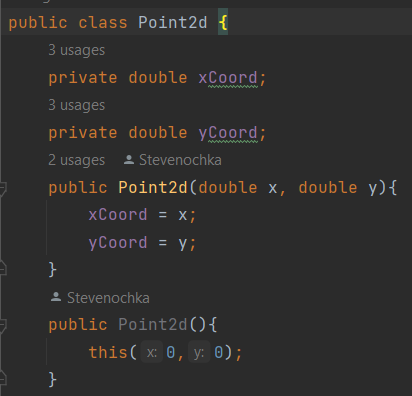 public class Point2d {
3 usages
private double xCoord;
3 usages
private double yCoord;
2 usages Stevenochka
public Point2d(double x, double y){
xCoord = x;
yCoord = y;
}
Stevenochka
public Point2d(){
this( x: 0, y: 0);
}